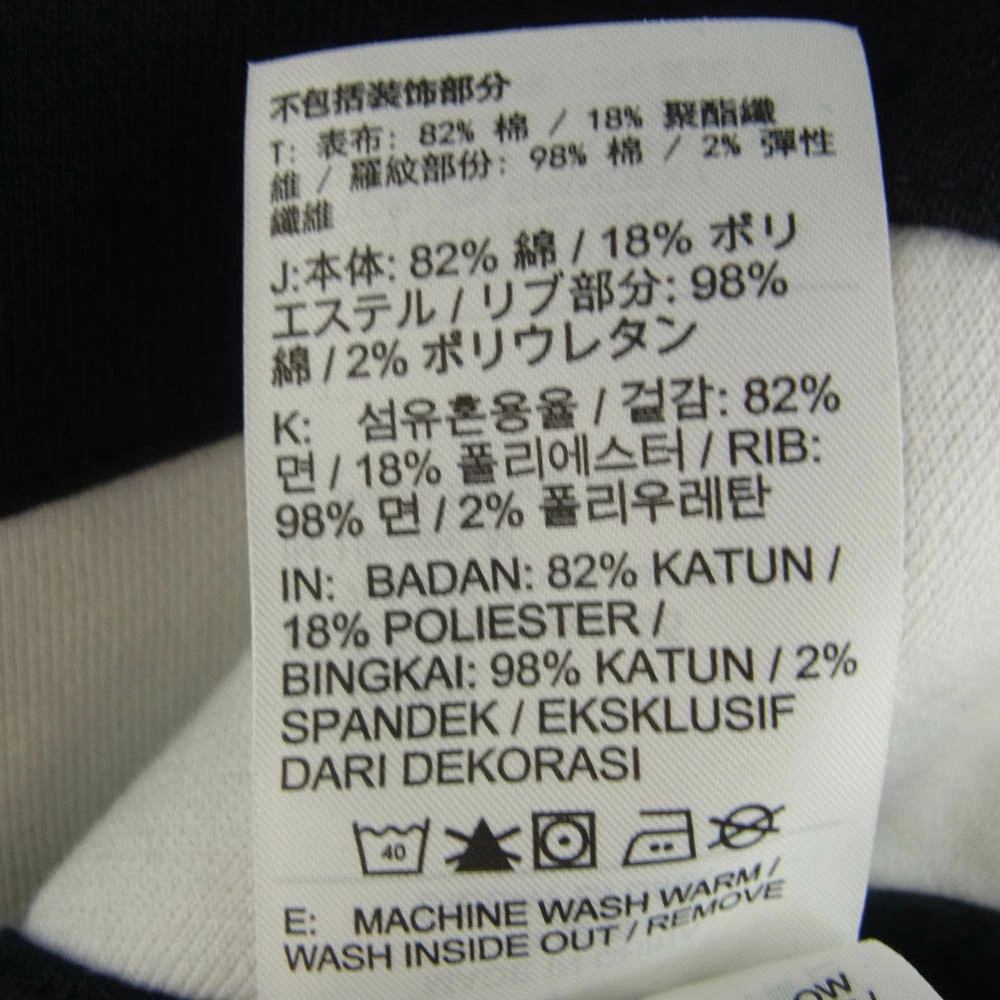 不包括装饰部分
T: 表布: 82% 棉 / 18% 聚酯纖
維 / 羅紋部份: 98% 棉 / 2% 彈性
纖維
J:本体: 82% 綿 / 18% ポリ
エステル / リブ部分: 98%
綿 / 2% ポリウレタン
K: 섬유혼용율 / 겉감: 82%
면 / 18% 폴리에스터 / RIB:
98% 면 / 2% 폴리우레탄
IN: BADAN: 82% KATUN /
18% POLIESTER /
BINGKAI: 98% KATUN / 2%
SPANDEK / EKSKLUSIF
DARI DEKORASI
40
E: MACHINE WASH WARM /
WASH INSIDE OUT / REMOVE